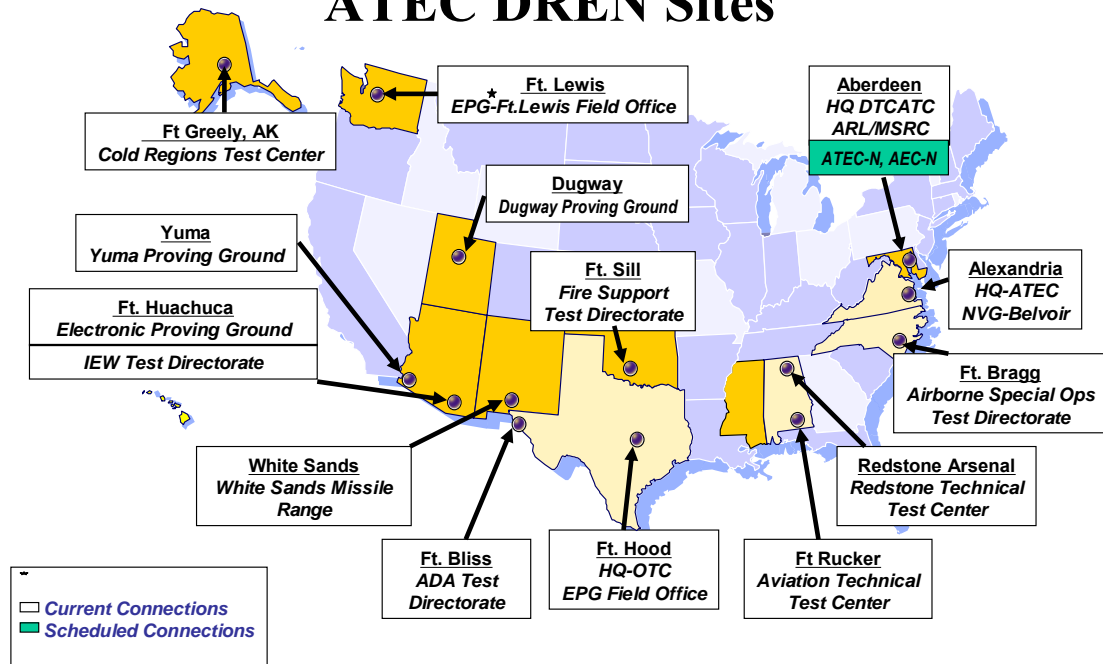 ATEC DREN Sites
Ft. Lewis
EPG-Ft.Lewis Field Office
*
Aberdeen
HQ DTCATC
ARL/MSRC
ATEC-N, AEC-N
Ft Greely, AK
Cold Regions Test Center
Dugway
Dugway Proving Ground
Yuma
Yuma Proving Ground
Ft. Sill
Fire Support
Test Directorate
Alexandria
HQ-ATEC
NVG-Belvoir
Ft. Huachuca
Electronic Proving Ground
IEW Test Directorate
Ft. Bragg
Airborne Special Ops
Test Directorate
White Sands
White Sands Missile
Range
Redstone Arsenal
Redstone Technical
Test Center
Ft. Bliss
ADA Test
Directorate
Ft. Hood
HQ-OTC
EPG Field Office
Ft Rucker
Aviation Technical
Test Center
*
Current Connections
Scheduled Connections